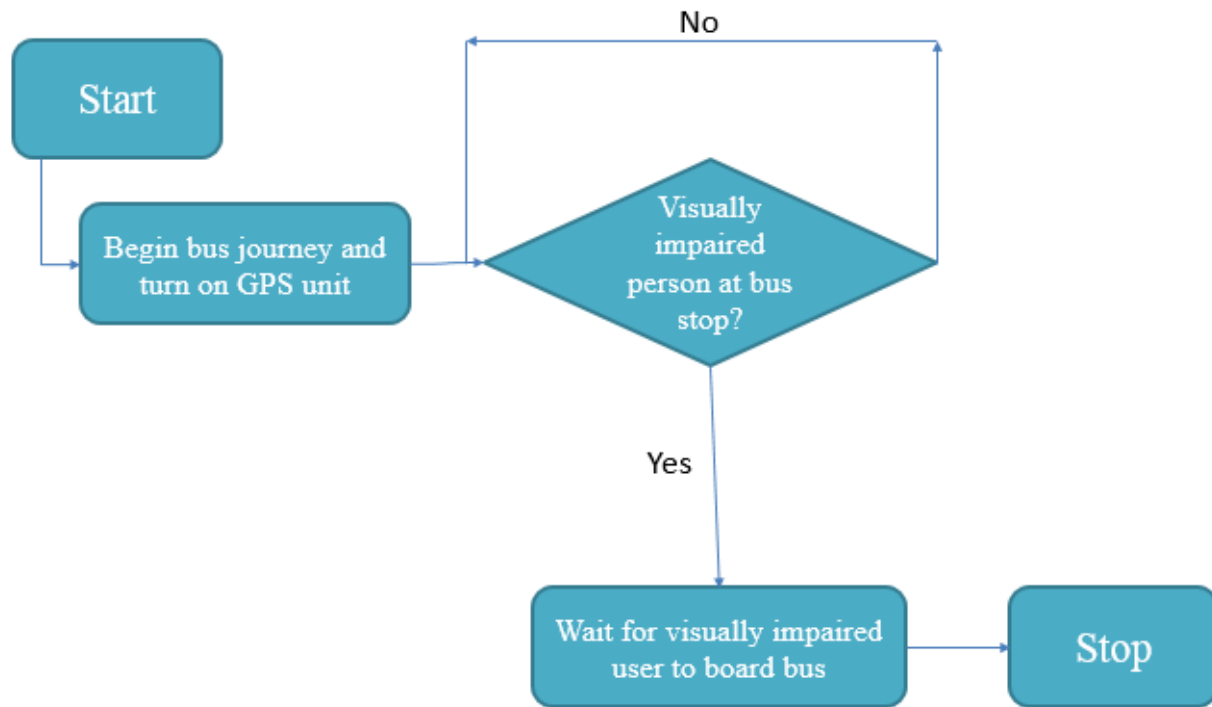 No
Start
Begin bus journey and
turn on GPS unit
Visually
impaired
person at bus
stop?
Yes
Wait for visually impaired
user to board bus
Stop